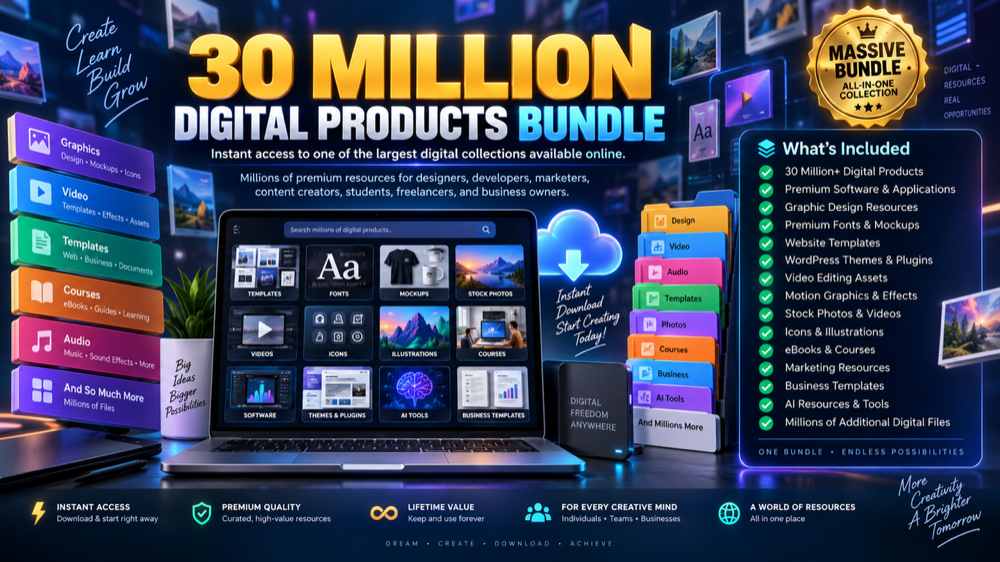 Create
Learn
Build
Grow
30 MILLION
DIGITAL PRODUCTS BUNDLE
Instant access to one of the largest digital collections available online.
Millions of premium resources for designers, developers, marketers,
content creators, students, freelancers, and business owners.
MASSIVE
BUNDLE
ALL-IN-ONE
COLLECTION
DIGITAL –
RESOURCES
REAL
OPPORTUNITIES
Graphics
Design • Mockups • Icons
Video
Templates • Effects • Assets
Templates
Web • Business • Documents
Courses
eBooks • Guides • Learning
Audio
Music • Sound Effects • More
And So Much More
Millions of Files
Big
Ideas
Bigger
Possibilities
Search millions of digital products...
TEMPLATES
Aa
FONTS
MOCKUPS
STOCK PHOTOS
VIDEOS
ICONS
ILLUSTRATIONS
COURSES
SOFTWARE
THEMES & PLUGINS
AI TOOLS
BUSINESS TEMPLATES
Aa
Instant
Download
Start Creating
Today!
DIGITAL
FREEDOM
ANYWHERE
Design
Video
Audio
Templates
Photos
Courses
Business
AI Tools
And Millions More
What's Included
30 Million+ Digital Products
Premium Software & Applications
Graphic Design Resources
Premium Fonts & Mockups
Website Templates
WordPress Themes & Plugins
Video Editing Assets
Motion Graphics & Effects
Stock Photos & Videos
Icons & Illustrations
eBooks & Courses
Marketing Resources
Business Templates
AI Resources & Tools
Millions of Additional Digital Files
ONE BUNDLE • ENDLESS POSSIBILITIES
More
Creativity
A Brighter
Tomorrow
INSTANT ACCESS
Download & start right away
PREMIUM QUALITY
Curated, high-value resources
LIFETIME VALUE
Keep and use forever
FOR EVERY CREATIVE MIND
Individuals • Teams • Businesses
A WORLD OF RESOURCES
All in one place
DREAM • CREATE • DOWNLOAD • ACHIEVE